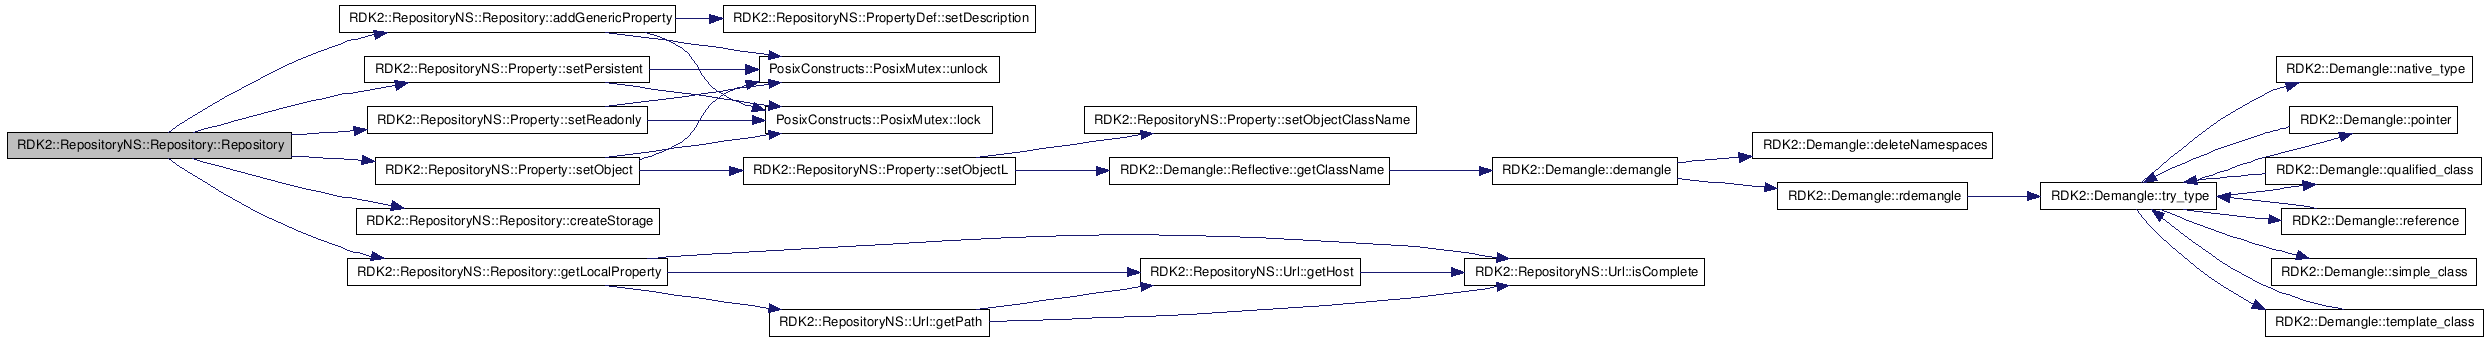 RDK2::RepositoryNS::Repository::Repository
RDK2::RepositoryNS::Repository::addGenericProperty
RDK2::RepositoryNS::PropertyDef::setDescription
RDK2::RepositoryNS::Property::setPersistent
PosixConstructs::PosixMutex::unlock
RDK2::RepositoryNS::Property::setReadonly
PosixConstructs::PosixMutex::lock
RDK2::RepositoryNS::Property::setObject
RDK2::RepositoryNS::Property::setObjectL
RDK2::RepositoryNS::Property::setObjectClassName
RDK2::Demangle::Reflective::getClassName
RDK2::Demangle::demangle
RDK2::Demangle::deleteNamespaces
RDK2::Demangle::rdemangle
RDK2::Demangle::try_type
RDK2::Demangle::native_type
RDK2::Demangle::pointer
RDK2::Demangle::qualified_class
RDK2::Demangle::reference
RDK2::Demangle::simple_class
RDK2::Demangle::template_class
RDK2::RepositoryNS::Repository::createStorage
RDK2::RepositoryNS::Repository::getLocalProperty
RDK2::RepositoryNS::Url::getHost
RDK2::RepositoryNS::Url::isComplete
RDK2::RepositoryNS::Url::getPath